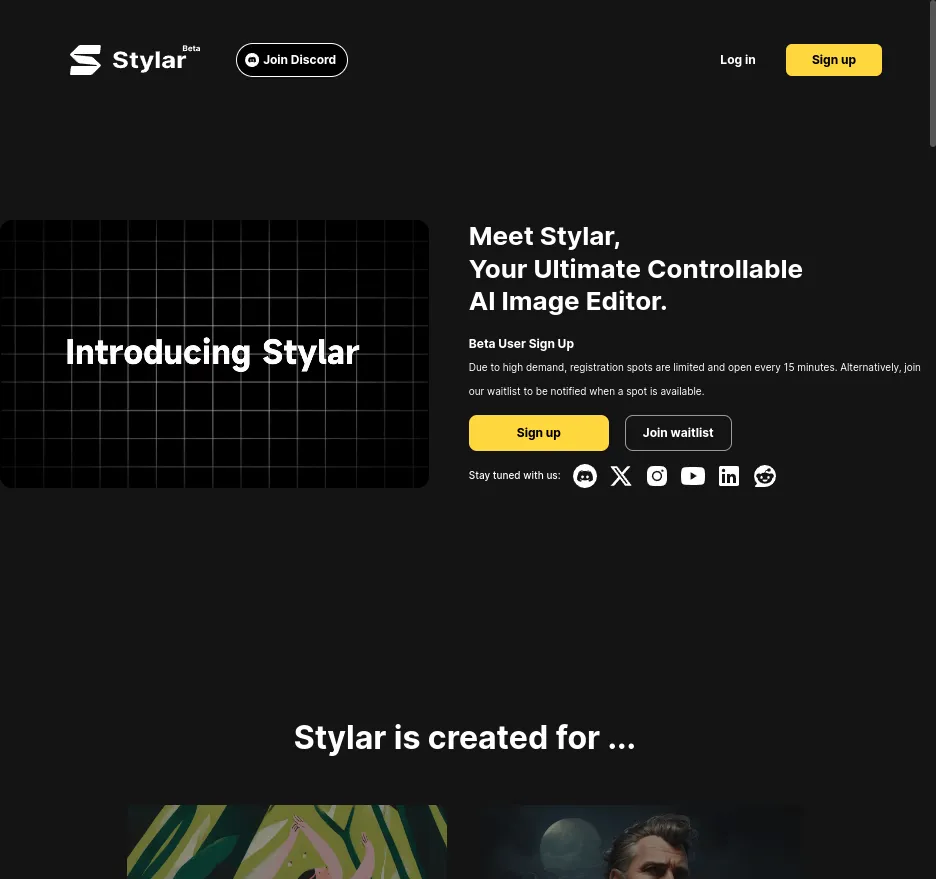 Stylar Beta
Join Discord
Log in
Sign up
Introducing Stylar
Meet Stylar,
Your Ultimate Controllable
AI Image Editor.
Beta User Sign Up
Due to high demand, registration spots are limited and open every 15 minutes. Alternatively, join
our waitlist to be notified when a spot is available.
Sign up
Join waitlist
Stay tuned with us:
Stylar is created for ...